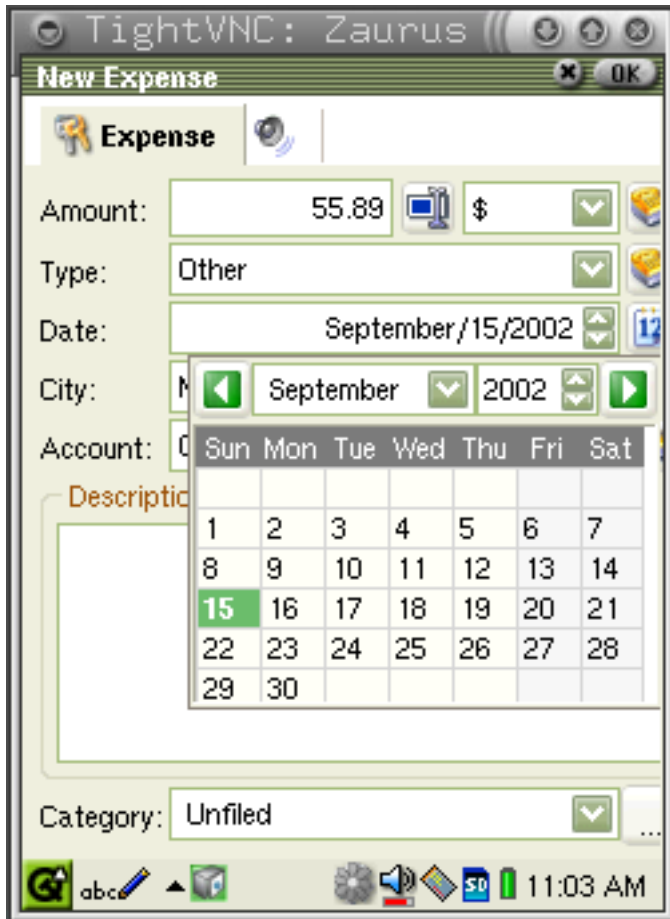 TightVNC: Zaurus
New Expense OK
Expense
Amount: 55.89 $
Type: Other
Date: September/15/2002 12
City:
September 2002
Account:
Sun Mon Tue Wed Thu Fri Sat
Descriptio
1 2 3 4 5 6 7
8 9 10 11 12 13 14
15 16 17 18 19 20 21
22 23 24 25 26 27 28
29 30
Category: Unfiled ...
abc SD 11:03 AM